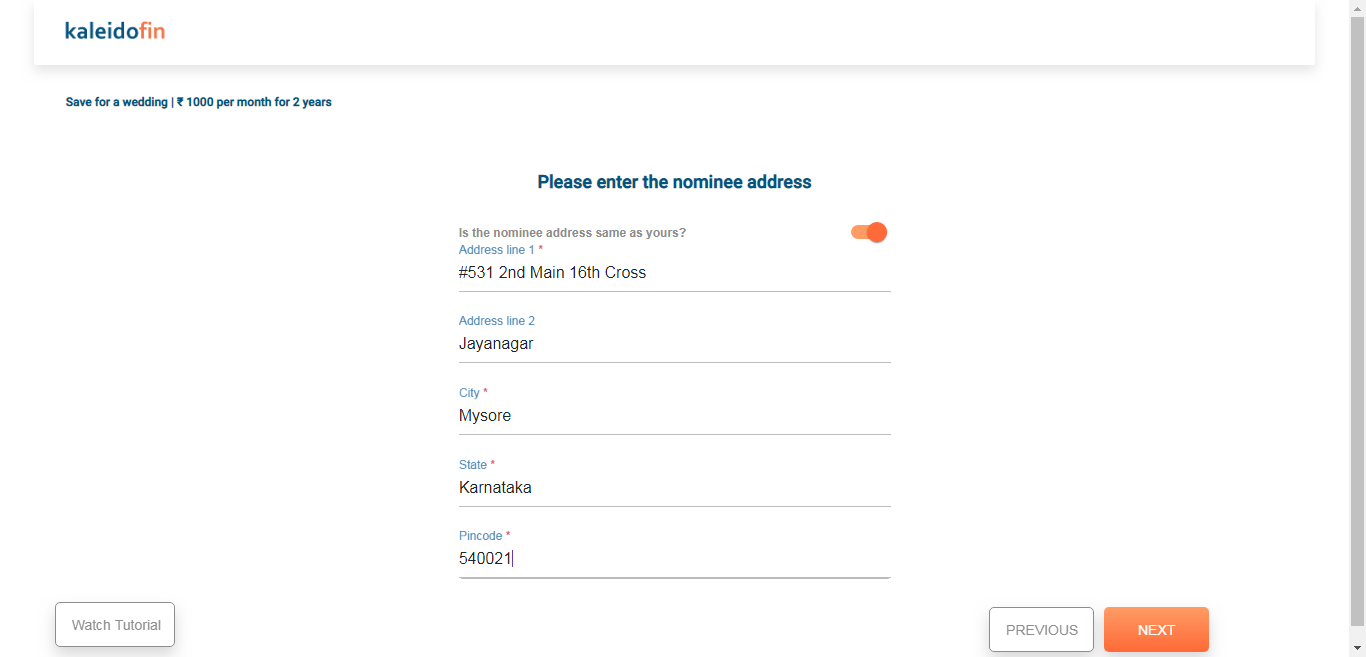 kaleidofin
Save for a wedding | ₹ 1000 per month for 2 years
Please enter the nominee address
Is the nominee address same as yours?
Address line 1 *
#531 2nd Main 16th Cross
Address line 2
Jayanagar
City *
Mysore
State *
Karnataka
Pincode *
540021
Watch Tutorial
PREVIOUS
NEXT